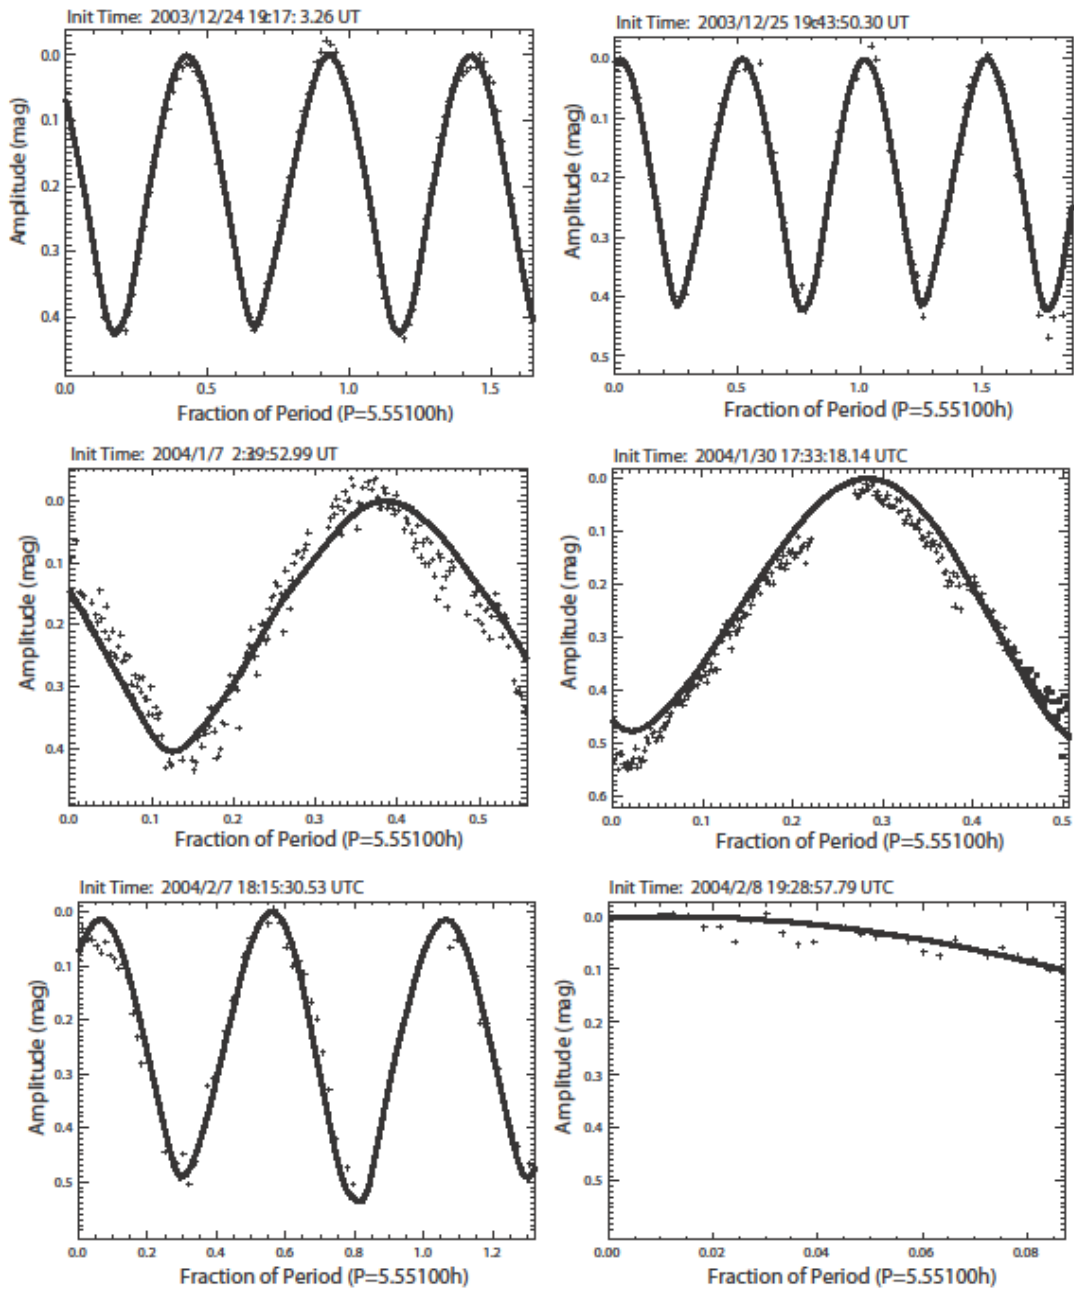 Init Time: 2003/12/24 19:17: 3.26 UT
Amplitude (mag)
0.0
0.1
0.2
0.3
0.4
0.0 0.5 1.0 1.5
Fraction of Period (P=5.55100h)
Init Time: 2003/12/25 19:43:50.30 UT
Amplitude (mag)
0.0
0.1
0.2
0.3
0.4
0.5
0.0 0.5 1.0 1.5
Fraction of Period (P=5.55100h)
Init Time: 2004/1/7 2:39:52.99 UT
Amplitude (mag)
0.0
0.1
0.2
0.3
0.4
0.0 0.1 0.2 0.3 0.4 0.5
Fraction of Period (P=5.55100h)
Init Time: 2004/1/30 17:33:18.14 UTC
Amplitude (mag)
0.0
0.1
0.2
0.3
0.4
0.5
0.6
0.0 0.1 0.2 0.3 0.4 0.5
Fraction of Period (P=5.55100h)
Init Time: 2004/2/7 18:15:30.53 UTC
Amplitude (mag)
0.0
0.1
0.2
0.3
0.4
0.5
0.0 0.2 0.4 0.6 0.8 1.0 1.2
Fraction of Period (P=5.55100h)
Init Time: 2004/2/8 19:28:57.79 UTC
Amplitude (mag)
0.0
0.1
0.2
0.3
0.4
0.5
0.00 0.02 0.04 0.06 0.08
Fraction of Period (P=5.55100h)